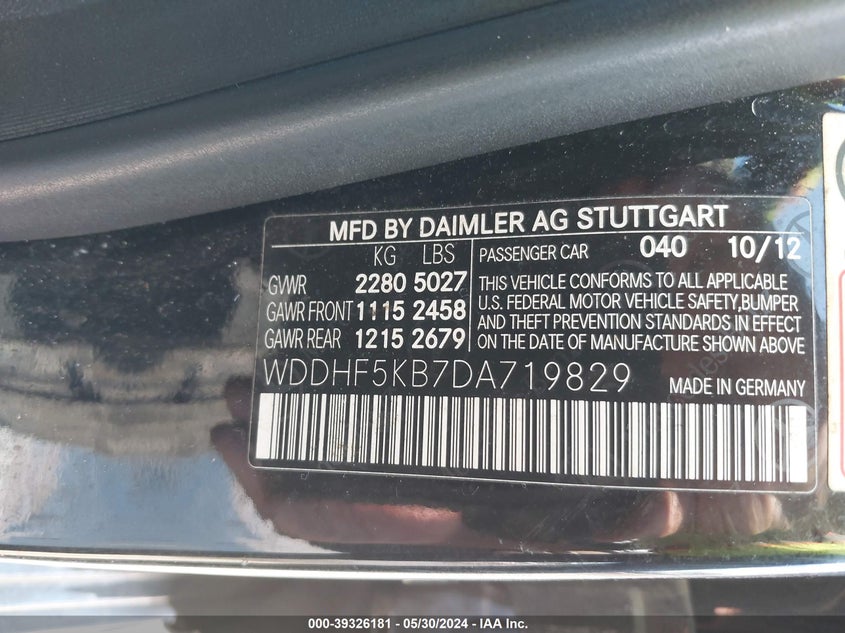 MFD BY DAIMLER AG STUTTGART
KG LBS
GVWR 2280 5027
GAWR FRONT 1115 2458
GAWR REAR 1215 2679
PASSENGER CAR 040 10/12
THIS VEHICLE CONFORMS TO ALL APPLICABLE
U.S. FEDERAL MOTOR VEHICLE SAFETY,BUMPER
AND THEFT PREVENTION STANDARDS IN EFFECT
ON THE DATE OF MANUFACTURE SHOWN ABOVE
WDDHF5KB7DA719829 MADE IN GERMANY
000-39326181 - 05/30/2024 - IAA Inc.